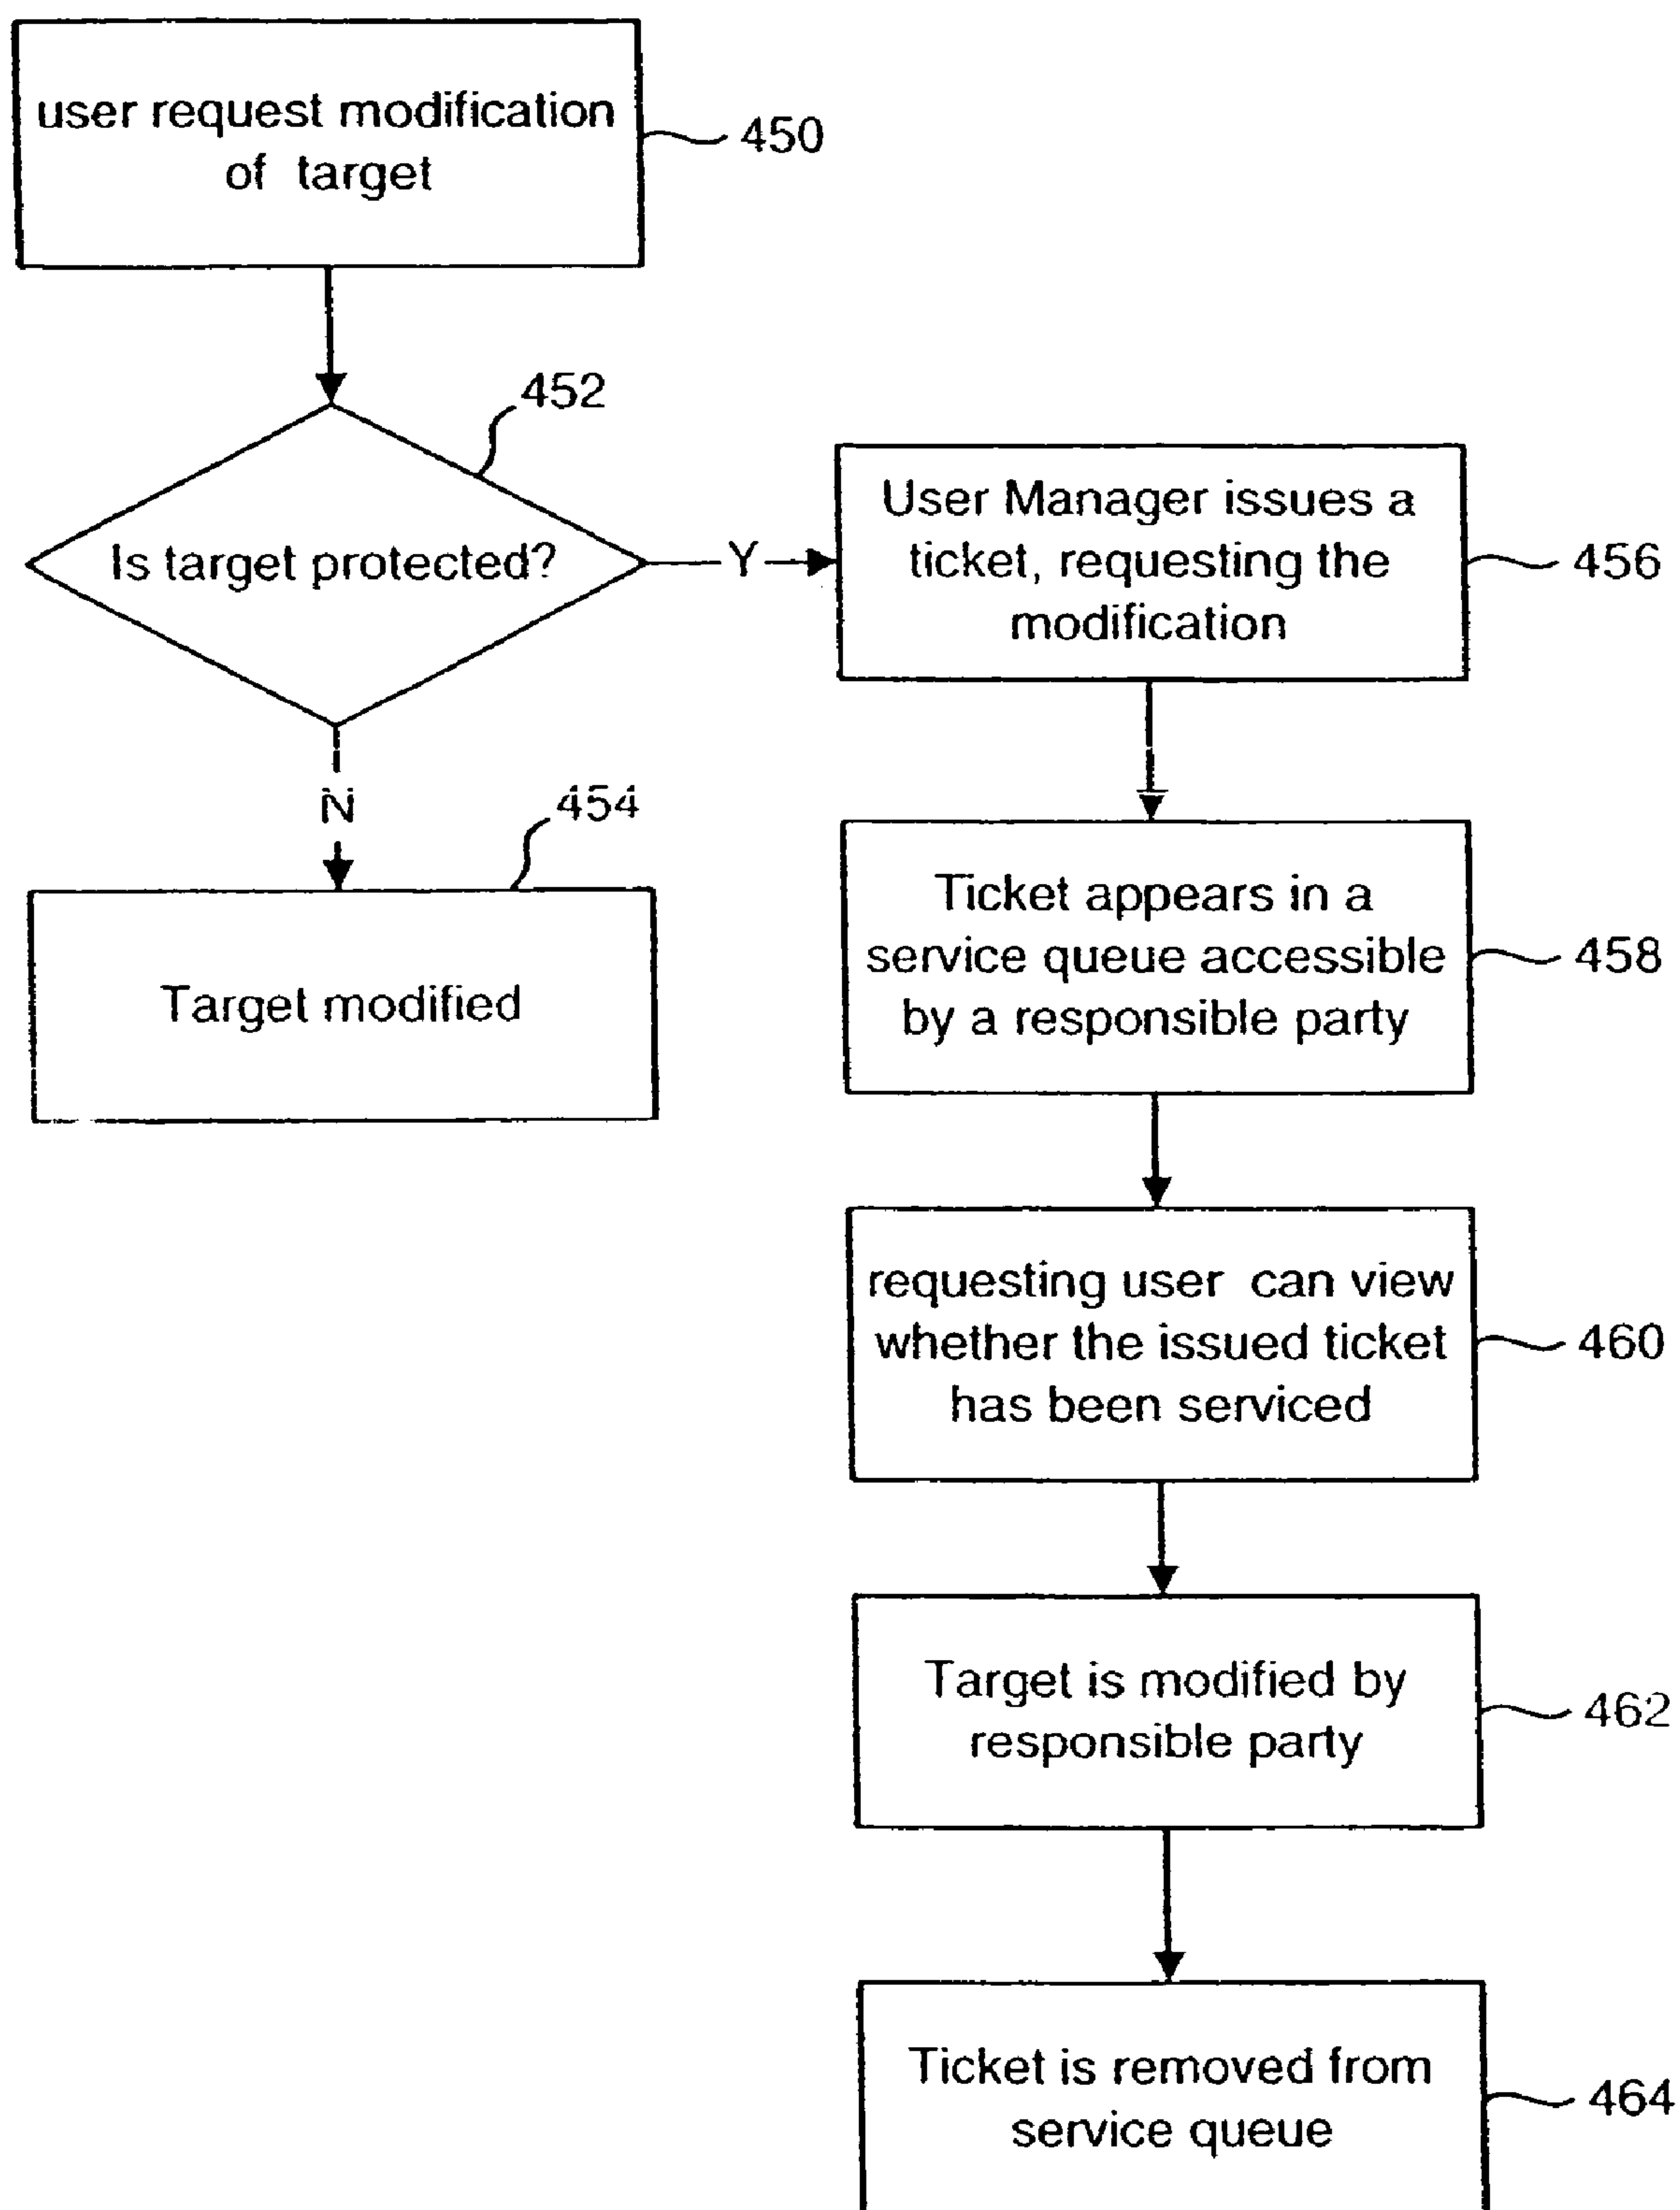 user request modification
of target
450
452
Is target protected?
Y
N
454
Target modified
User Manager issues a
ticket, requesting the
modification
456
Ticket appears in a
service queue accessible
by a responsible party
458
requesting user can view
whether the issued ticket
has been serviced
460
Target is modified by
responsible party
462
Ticket is removed from
service queue
464